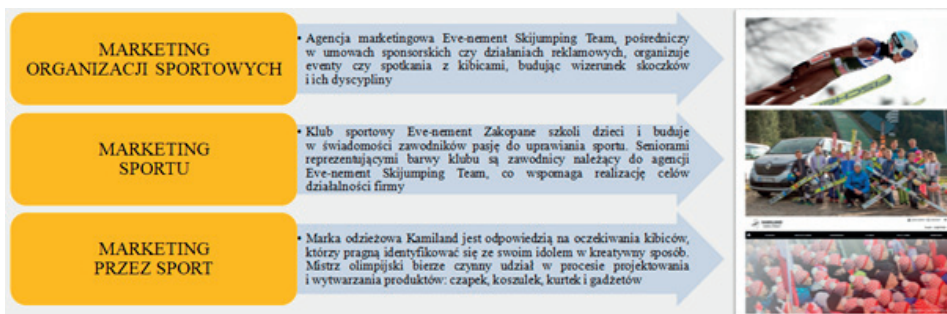 MARKETING
ORGANIZACJI SPORTOWYCH
• Agencja marketingowa Eve-nement Skijumping Team, pośredniczy
w umowach sponsorskich czy działaniach reklamowych, organizuje
eventy czy spotkania z kibicami, budując wizerunek skoczków
i ich dyscypliny
MARKETING
SPORTU
• Klub sportowy Eve-nement Zakopane szkoli dzieci i buduje
w świadomości zawodników pasję do uprawiania sportu. Seniorami
reprezentującymi barwy klubu są zawodnicy należący do agencji
Eve-nement Skijumping Team, co wspomaga realizację celów
działalności firmy
MARKETING
PRZEZ SPORT
• Marka odzieżowa Kamiland jest odpowiedzią na oczekiwania kibiców,
którzy pragną identyfikować się ze swoim idolem w kreatywny sposób.
Mistrz olimpijski bierze czynny udział w procesie projektowania
i wytwarzania produktów: czapek, koszulek, kurtek i gadżetów
KAMILAND